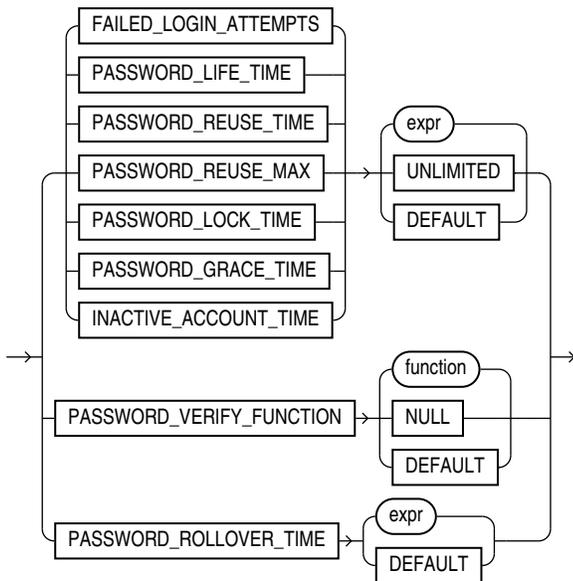 FAILED_LOGIN_ATTEMPTS
PASSWORD_LIFE_TIME
PASSWORD_REUSE_TIME
PASSWORD_REUSE_MAX
PASSWORD_LOCK_TIME
PASSWORD_GRACE_TIME
INACTIVE_ACCOUNT_TIME
expr
UNLIMITED
DEFAULT
PASSWORD_VERIFY_FUNCTION
function
NULL
DEFAULT
PASSWORD_ROLLOVER_TIME
expr
DEFAULT